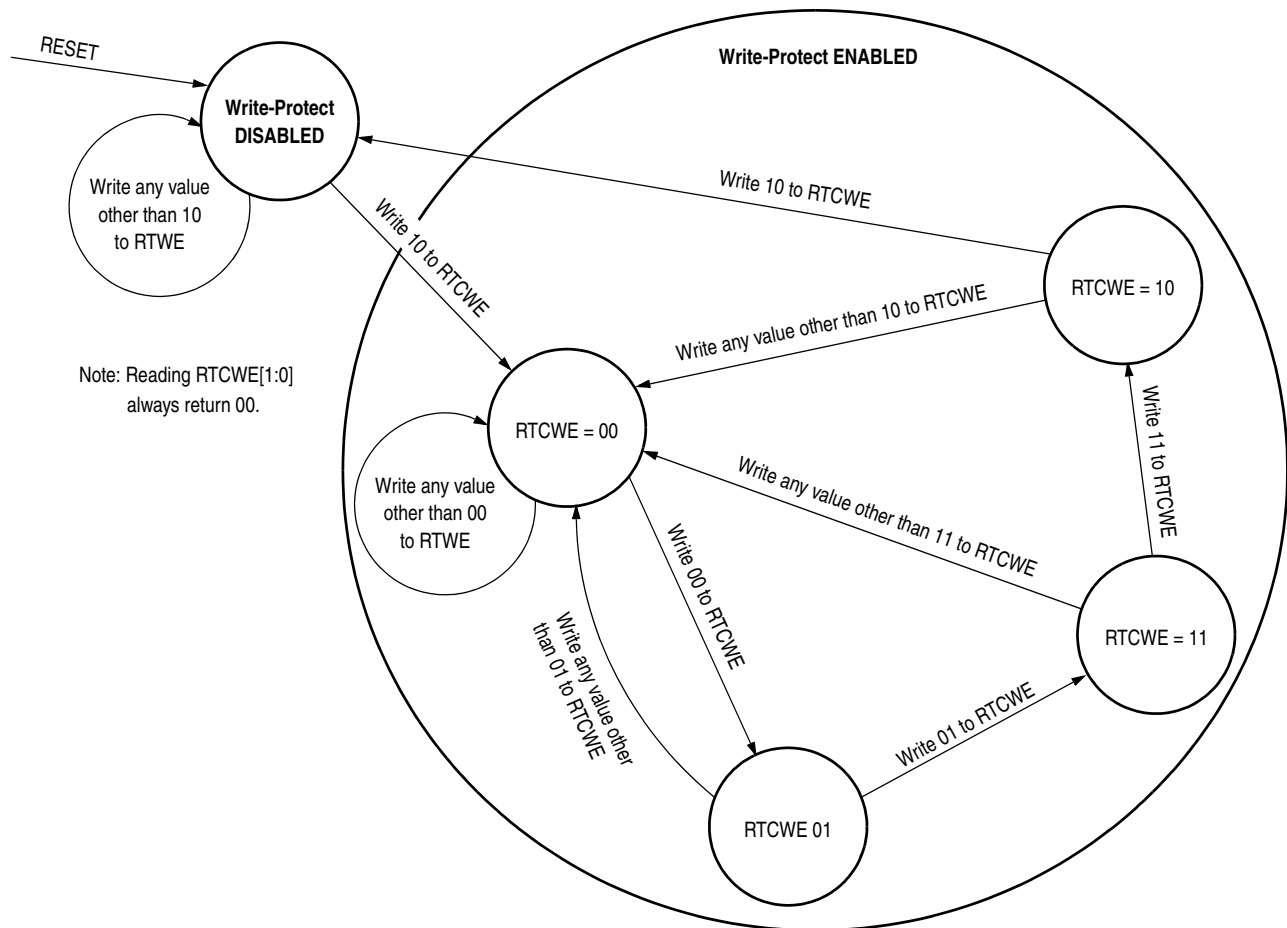 RESET
Write-Protect ENABLED
Write-Protect
DISABLED
Write any value
other than 10
to RTWE
Write 10 to RTCWE
Write 10 to RTCWE
RTCWE = 10
Write any value other than 10 to RTCWE
Note: Reading RTCWE[1:0]
always return 00.
RTCWE = 00
Write 11 to RTCWE
Write any value other than 11 to RTCWE
Write any value
other than 00
to RTWE
Write 00 to RTCWE
Write any value other
than 01 to RTCWE
RTCWE = 11
Write 01 to RTCWE
RTCWE 01